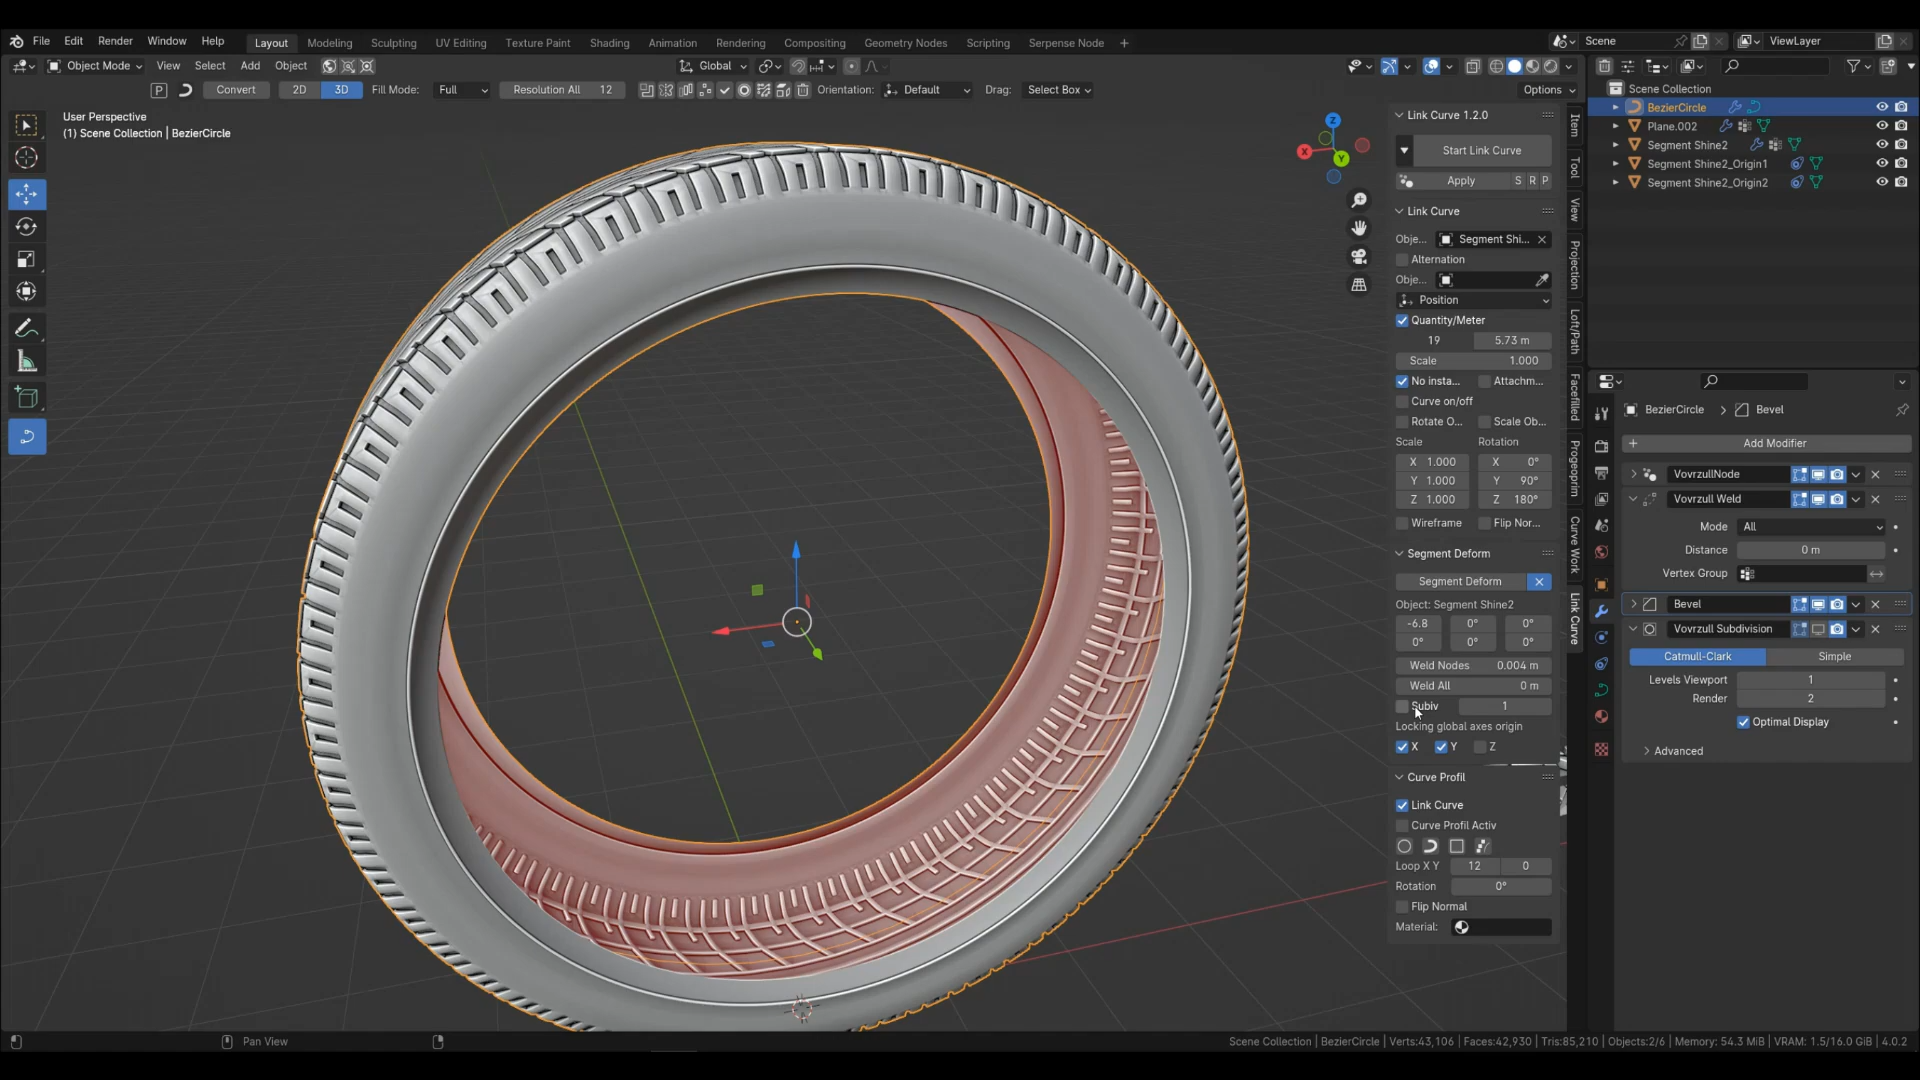 File Edit Render Window Help Layout Modeling Sculpting UV Editing Texture Paint Shading Animation Rendering Compositing Geometry Nodes Scripting Serpense Node + Scene ViewLayer
Object Mode View Select Add Object Global
P Convert 2D 3D Fill Mode: Full Resolution All 12 Orientation: Default Drag: Select Box Options
User Perspective
(1) Scene Collection | BezierCircle
Z
X
Y
Link Curve 1.2.0
Start Link Curve
Apply S R P
Link Curve
Obje... Segment Shi...
Alternation
Obje...
Position
Quantity/Meter
19 5.73 m
Scale 1.000
No insta... Attachm...
Curve on/off
Rotate O... Scale Ob...
Scale Rotation
X 1.000 X 0°
Y 1.000 Y 90°
Z 1.000 Z 180°
Wireframe Flip Nor...
Segment Deform
Segment Deform
Object: Segment Shine2
-6.8 0° 0°
0° 0° 0°
Weld Nodes 0.004 m
Weld All 0 m
Subiv 1
Locking global axes origin
X Y Z
Curve Profil
Link Curve
Curve Profil Activ
Loop X Y 12 0
Rotation 0°
Flip Normal
Material:
Item
Tool
View
Projection
Loft/Path
Facefilled
Progeoprim
Curve Work
Link Curve
Scene Collection
BezierCircle
Plane.002
Segment Shine2
Segment Shine2_Origin1
Segment Shine2_Origin2
BezierCircle Bevel
+ Add Modifier
VovrzullNode
Vovrzull Weld
Mode All
Distance 0 m
Vertex Group
Bevel
Vovrzull Subdivision
Catmull-Clark Simple
Levels Viewport 1
Render 2
Optimal Display
Advanced
Pan View
Scene Collection | BezierCircle | Verts:43,106 | Faces:42,930 | Tris:85,210 | Objects:2/6 | Memory: 54.3 MiB | VRAM: 1.5/16.0 GiB | 4.0.2